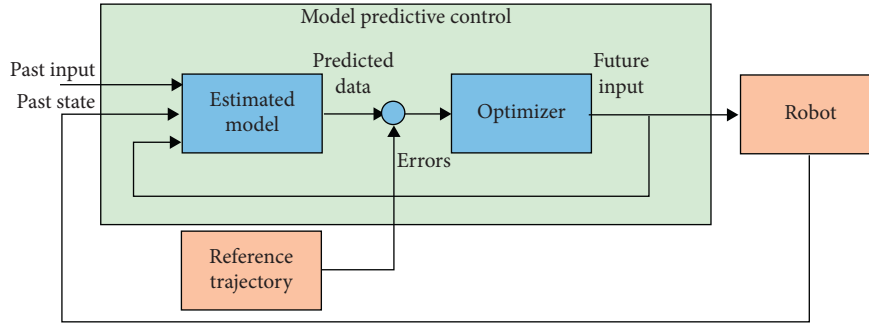 Model predictive control
Past input
Past state
Estimated
model
Predicted
data
Errors
Optimizer
Future
input
Robot
Reference
trajectory